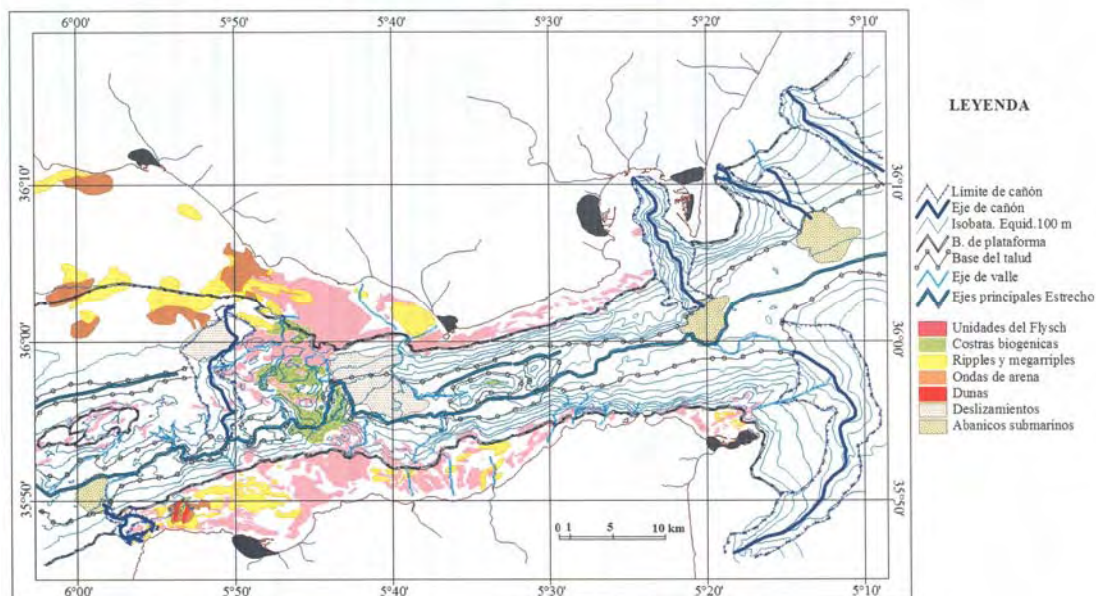 6°00' 5°50' 5°40' 5°30' 5°20' 5°10'
36°10'
36°00'
35°50'
36°10'
36°00'
35°50'
0 1 5 10 km
6°00' 5°50' 5°40' 5°30' 5°20' 5°10'
LEYENDA
Límite de cañón
Eje de cañón
Isobata. Equid.100 m
B. de plataforma
Base del talud
Eje de valle
Ejes principales Estrecho
Unidades del Flysch
Costras biogenicas
Ripples y megarriples
Ondas de arena
Dunas
Deslizamientos
Abanicos submarinos